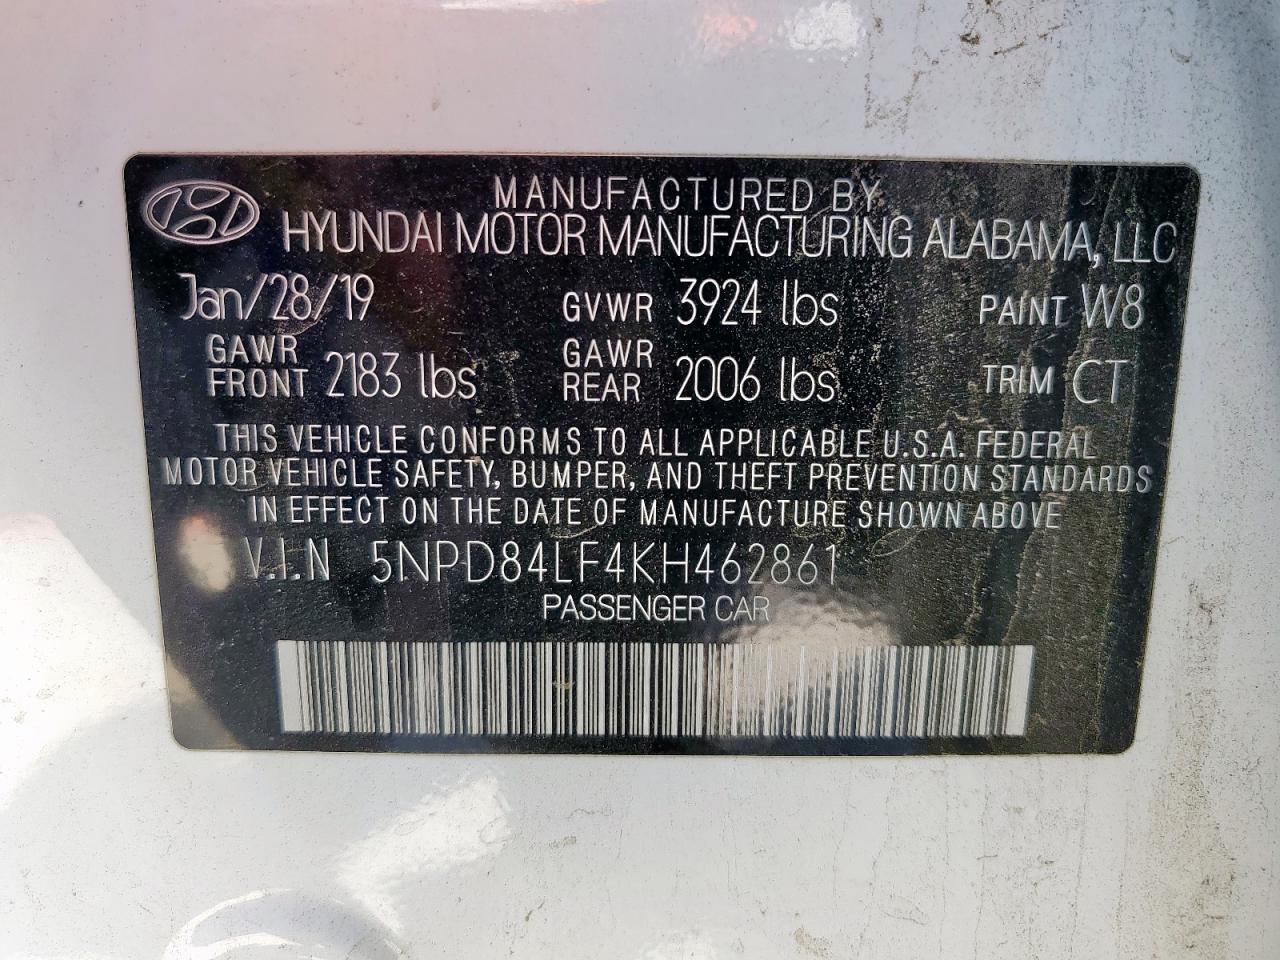 MANUFACTURED BY
HYUNDAI MOTOR MANUFACTURING ALABAMA, LLC
Jan/28/19 GVWR 3924 lbs PAINT W8
GAWR FRONT 2183 lbs GAWR REAR 2006 lbs TRIM CT
THIS VEHICLE CONFORMS TO ALL APPLICABLE U.S.A. FEDERAL
MOTOR VEHICLE SAFETY, BUMPER, AND THEFT PREVENTION STANDARDS
IN EFFECT ON THE DATE OF MANUFACTURE SHOWN ABOVE
V.I.N 5NPD84LF4KH462861
PASSENGER CAR